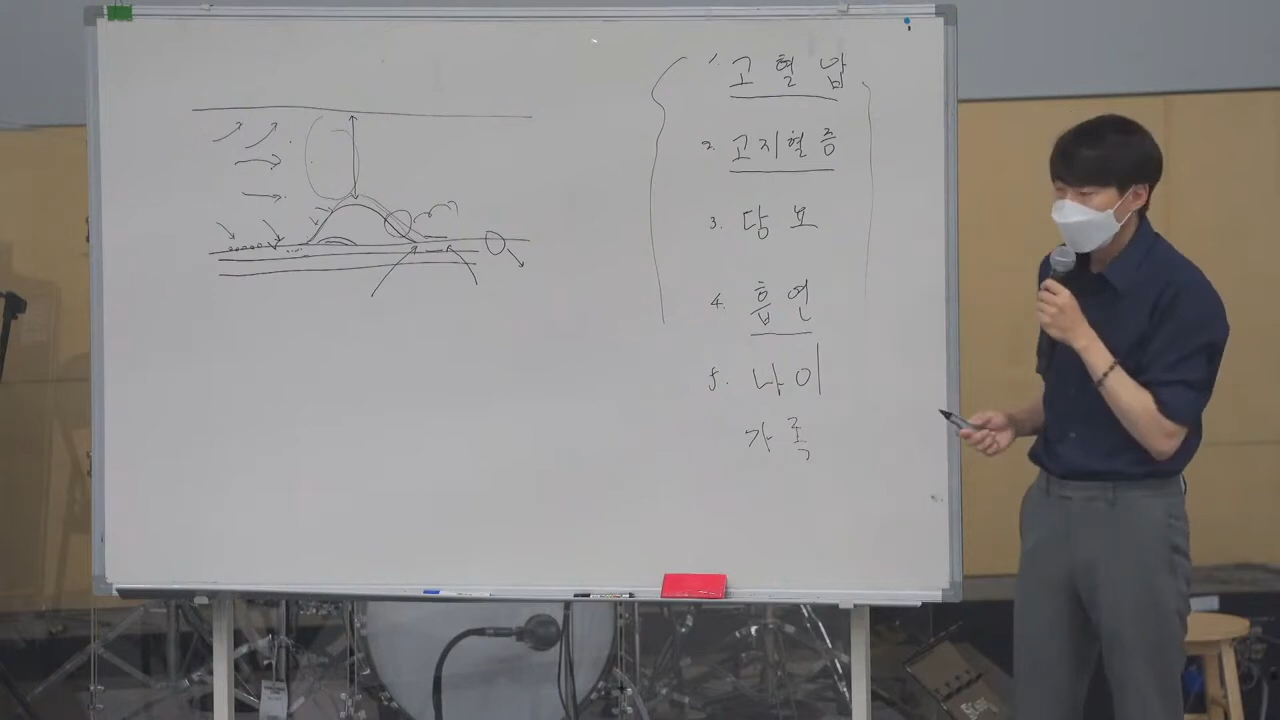 1. 고혈압
2. 고지혈증
3. 당뇨
4. 흡연
5. 나이
가족